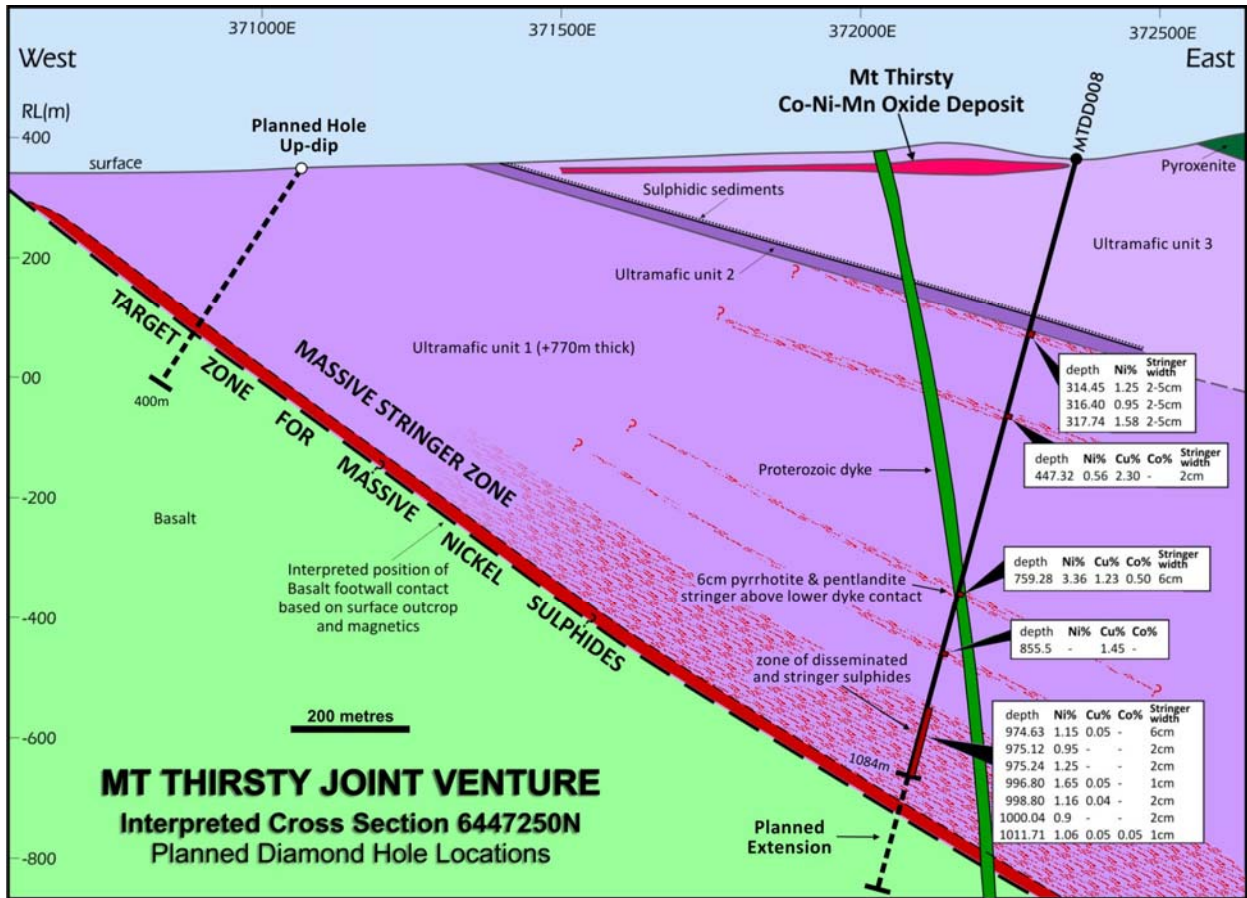 371000E
371500E
372000E
372500E
West
East
RL(m)
400
200
00
-200
-400
-600
-800
surface
Planned Hole
Up-dip
400m
Mt Thirsty
Co-Ni-Mn Oxide Deposit
MTDD008
Pyroxenite
Sulphidic sediments
Ultramafic unit 2
Ultramafic unit 3
?
?
?
?
?
Ultramafic unit 1 (+770m thick)
TARGET ZONE FOR MASSIVE NICKEL SULPHIDES
MASSIVE STRINGER ZONE
Basalt
Interpreted position of
Basalt footwall contact
based on surface outcrop
and magnetics
Proterozoic dyke
6cm pyrrhotite & pentlandite
stringer above lower dyke contact
zone of disseminated
and stringer sulphides
1084m
Planned
Extension
depth Ni% Stringer width
314.45 1.25 2-5cm
316.40 0.95 2-5cm
317.74 1.58 2-5cm
depth Ni% Cu% Co% Stringer width
447.32 0.56 2.30 - 2cm
depth Ni% Cu% Co% Stringer width
759.28 3.36 1.23 0.50 6cm
depth Ni% Cu% Co%
855.5 - 1.45 -
depth Ni% Cu% Co% Stringer width
974.63 1.15 0.05 - 6cm
975.12 0.95 - - 2cm
975.24 1.25 - - 2cm
996.80 1.65 0.05 - 1cm
998.80 1.16 0.04 - 2cm
1000.04 0.9 - - 2cm
1011.71 1.06 0.05 0.05 1cm
200 metres
MT THIRSTY JOINT VENTURE
Interpreted Cross Section 6447250N
Planned Diamond Hole Locations